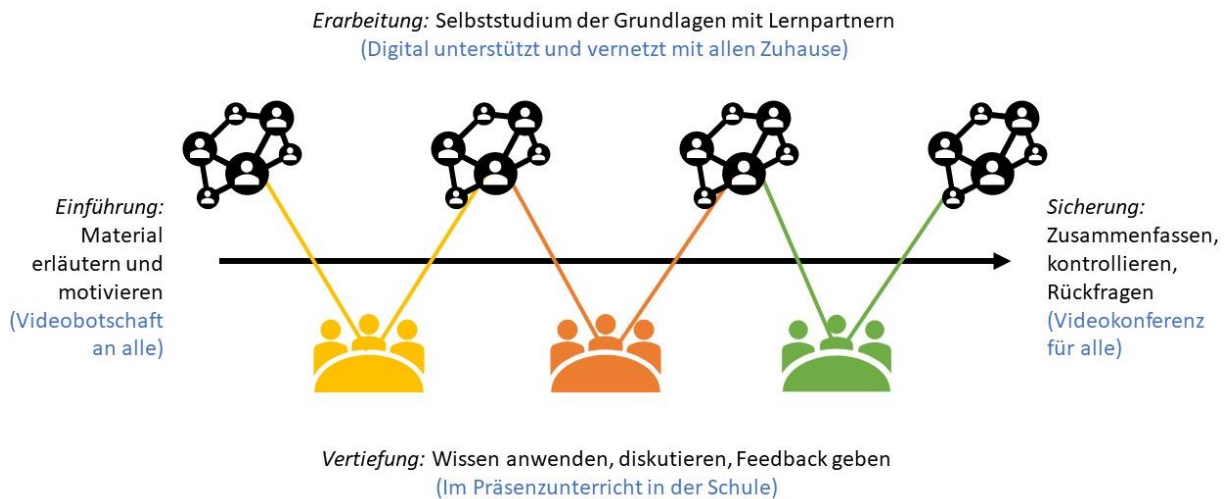 Erarbeitung: Selbststudium der Grundlagen mit Lernpartnern
(Digital unterstützt und vernetzt mit allen Zuhause)
Einführung:
Material
erläutern und
motivieren
(Videobotschaft
an alle)
Sicherung:
Zusammenfassen,
kontrollieren,
Rückfragen
(Videokonferenz
für alle)
Vertiefung: Wissen anwenden, diskutieren, Feedback geben
(Im Präsenzunterricht in der Schule)